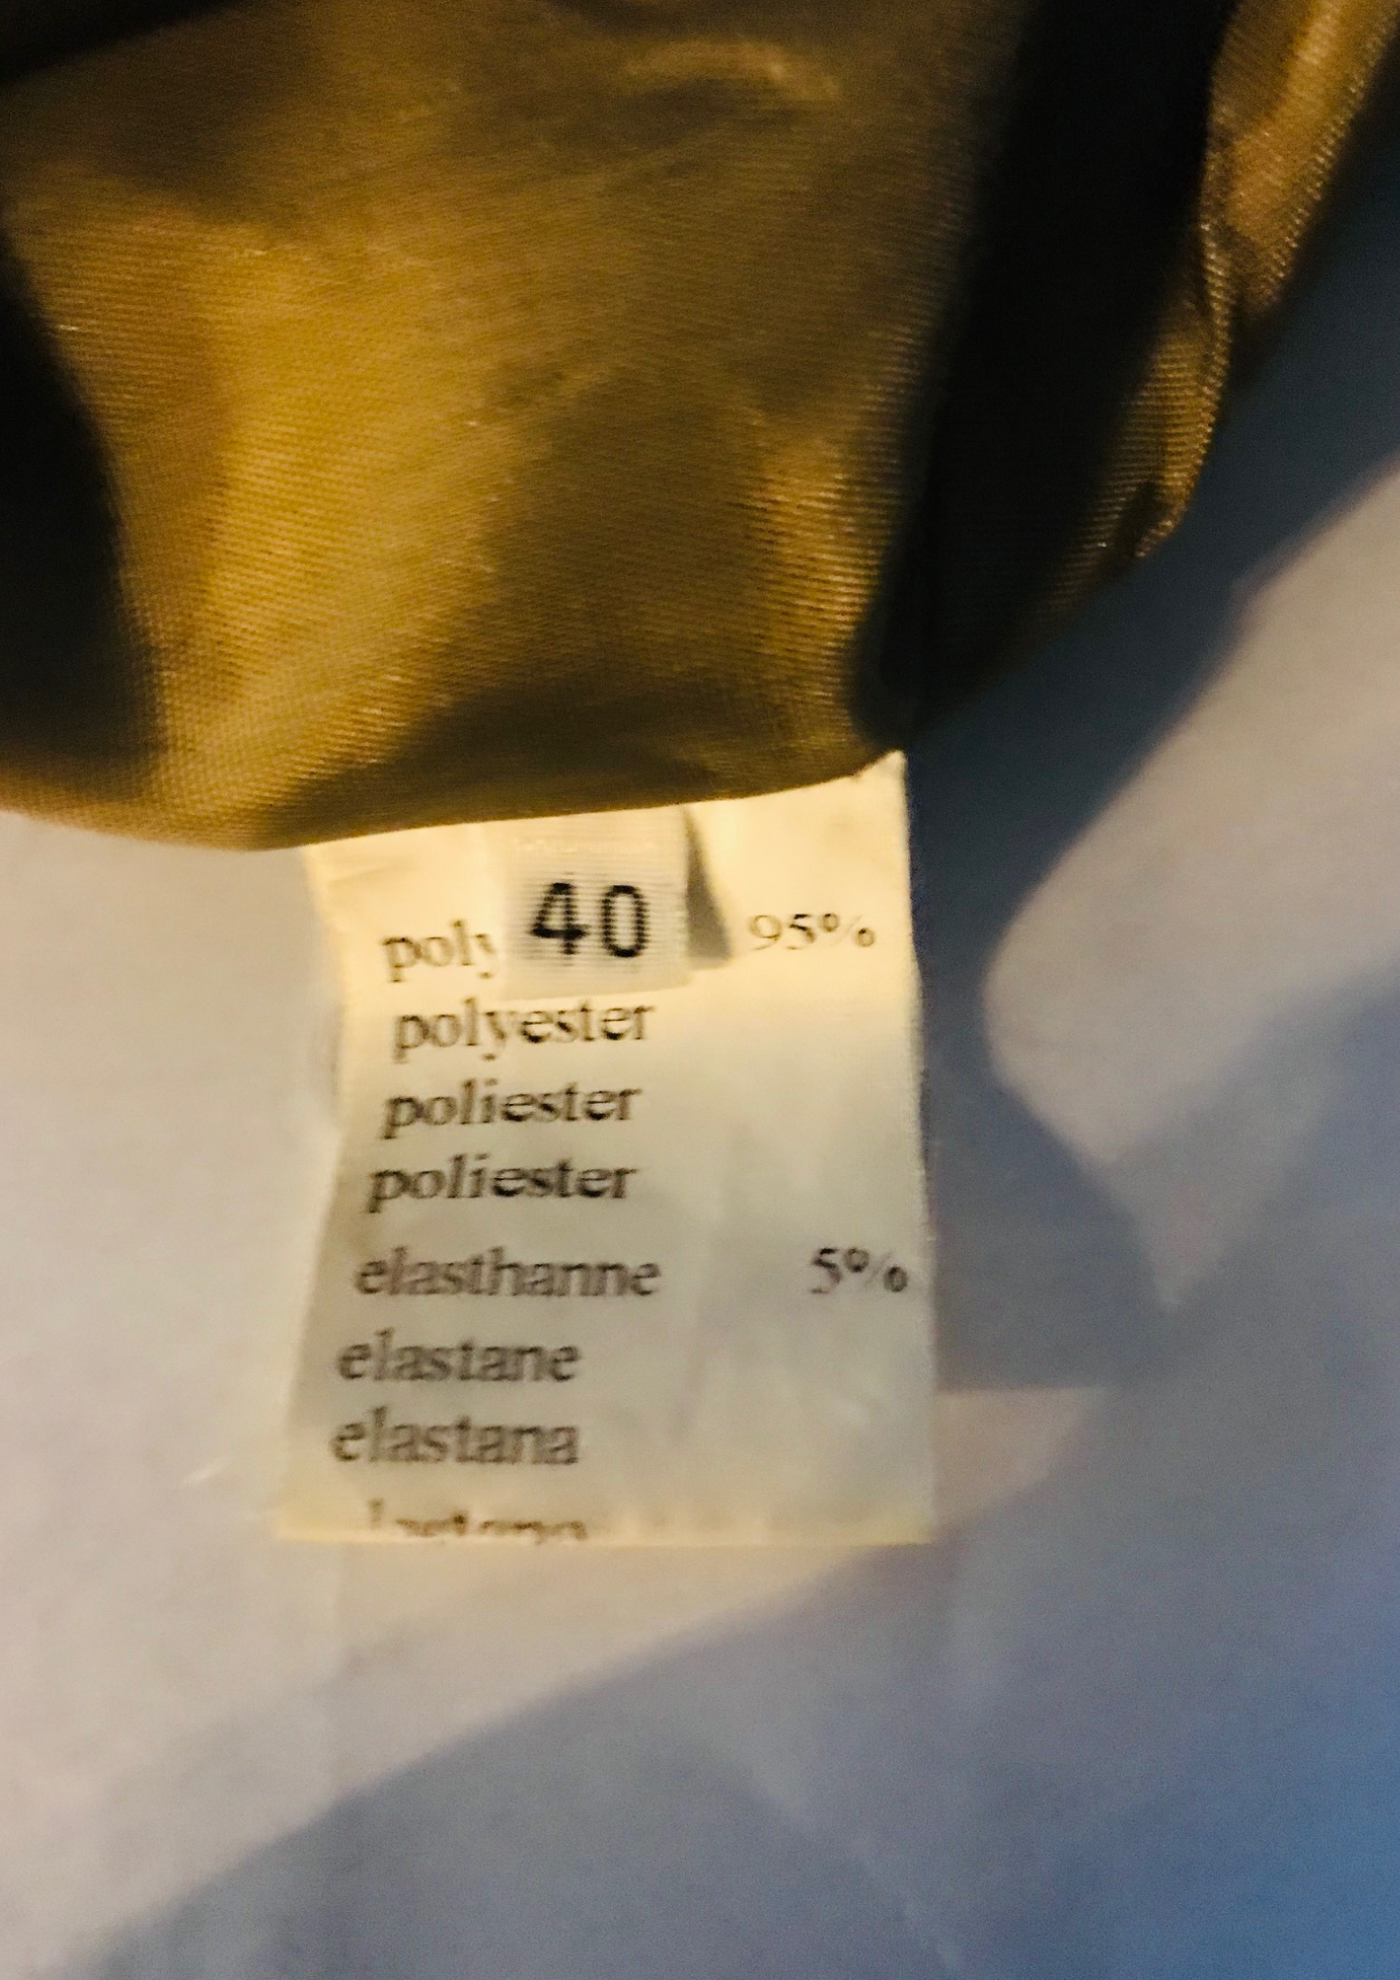 40
poly 95%
polyester
poliester
poliester
elasthanne 5%
elastane
elastana